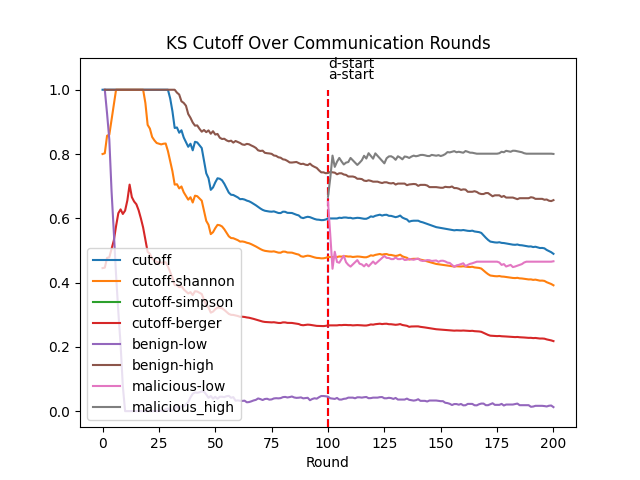 KS Cutoff Over Communication Rounds
d-start
a-start
1.0
0.8
0.6
0.4
0.2
0.0
cutoff
cutoff-shannon
cutoff-simpson
cutoff-berger
benign-low
benign-high
malicious-low
malicious_high
0 25 50 75 100 125 150 175 200
Round